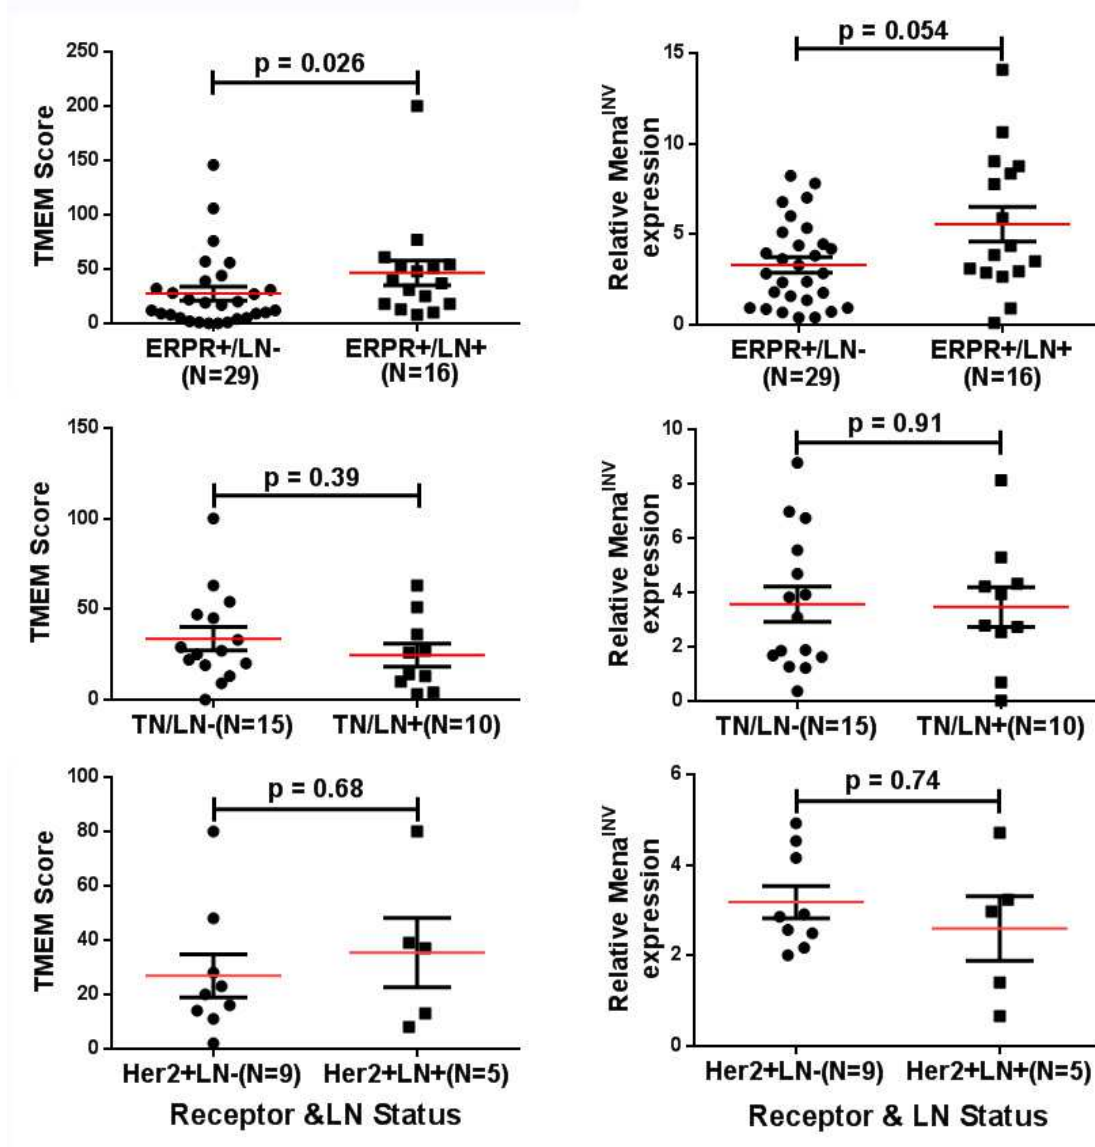 250
200
150
100
50
0
TMEM Score
p = 0.026
ERPR+/LN-
(N=29)
ERPR+/LN+
(N=16)
15
10
5
0
Relative Mena^INV
expression
p = 0.054
ERPR+/LN-
(N=29)
ERPR+/LN+
(N=16)
150
100
50
0
TMEM Score
p = 0.39
TN/LN-(N=15)
TN/LN+(N=10)
10
8
6
4
2
0
Relative Mena^INV
expression
p = 0.91
TN/LN-(N=15)
TN/LN+(N=10)
100
80
60
40
20
0
TMEM Score
p = 0.68
Her2+LN-(N=9)
Her2+LN+(N=5)
Receptor &LN Status
6
4
2
0
Relative Mena^INV
expression
p = 0.74
Her2+LN-(N=9)
Her2+LN+(N=5)
Receptor & LN Status